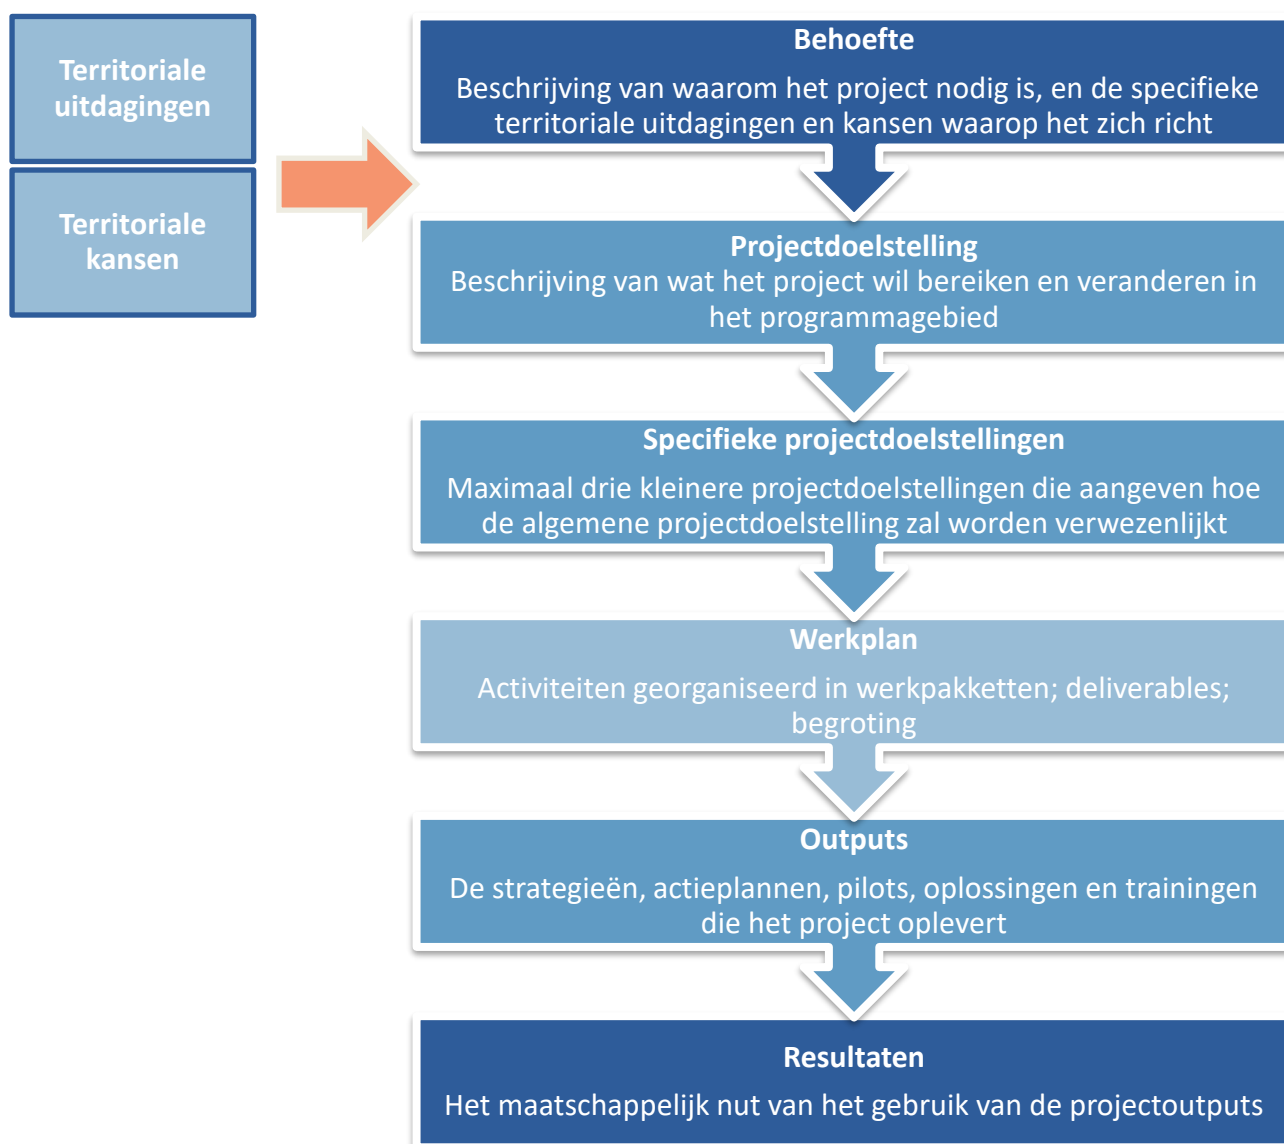 Territoriale
uitdagingen
Territoriale
kansen
Behoefte
Beschrijving van waarom het project nodig is, en de specifieke
territoriale uitdagingen en kansen waarop het zich richt
Projectdoelstelling
Beschrijving van wat het project wil bereiken en veranderen in
het programmagebied
Specifieke projectdoelstellingen
Maximaal drie kleinere projectdoelstellingen die aangeven hoe
de algemene projectdoelstelling zal worden verwezenlijkt
Werkplan
Activiteiten georganiseerd in werkpakketten; deliverables;
begroting
Outputs
De strategieën, actieplannen, pilots, oplossingen en trainingen
die het project oplevert
Resultaten
Het maatschappelijk nut van het gebruik van de projectoutputs